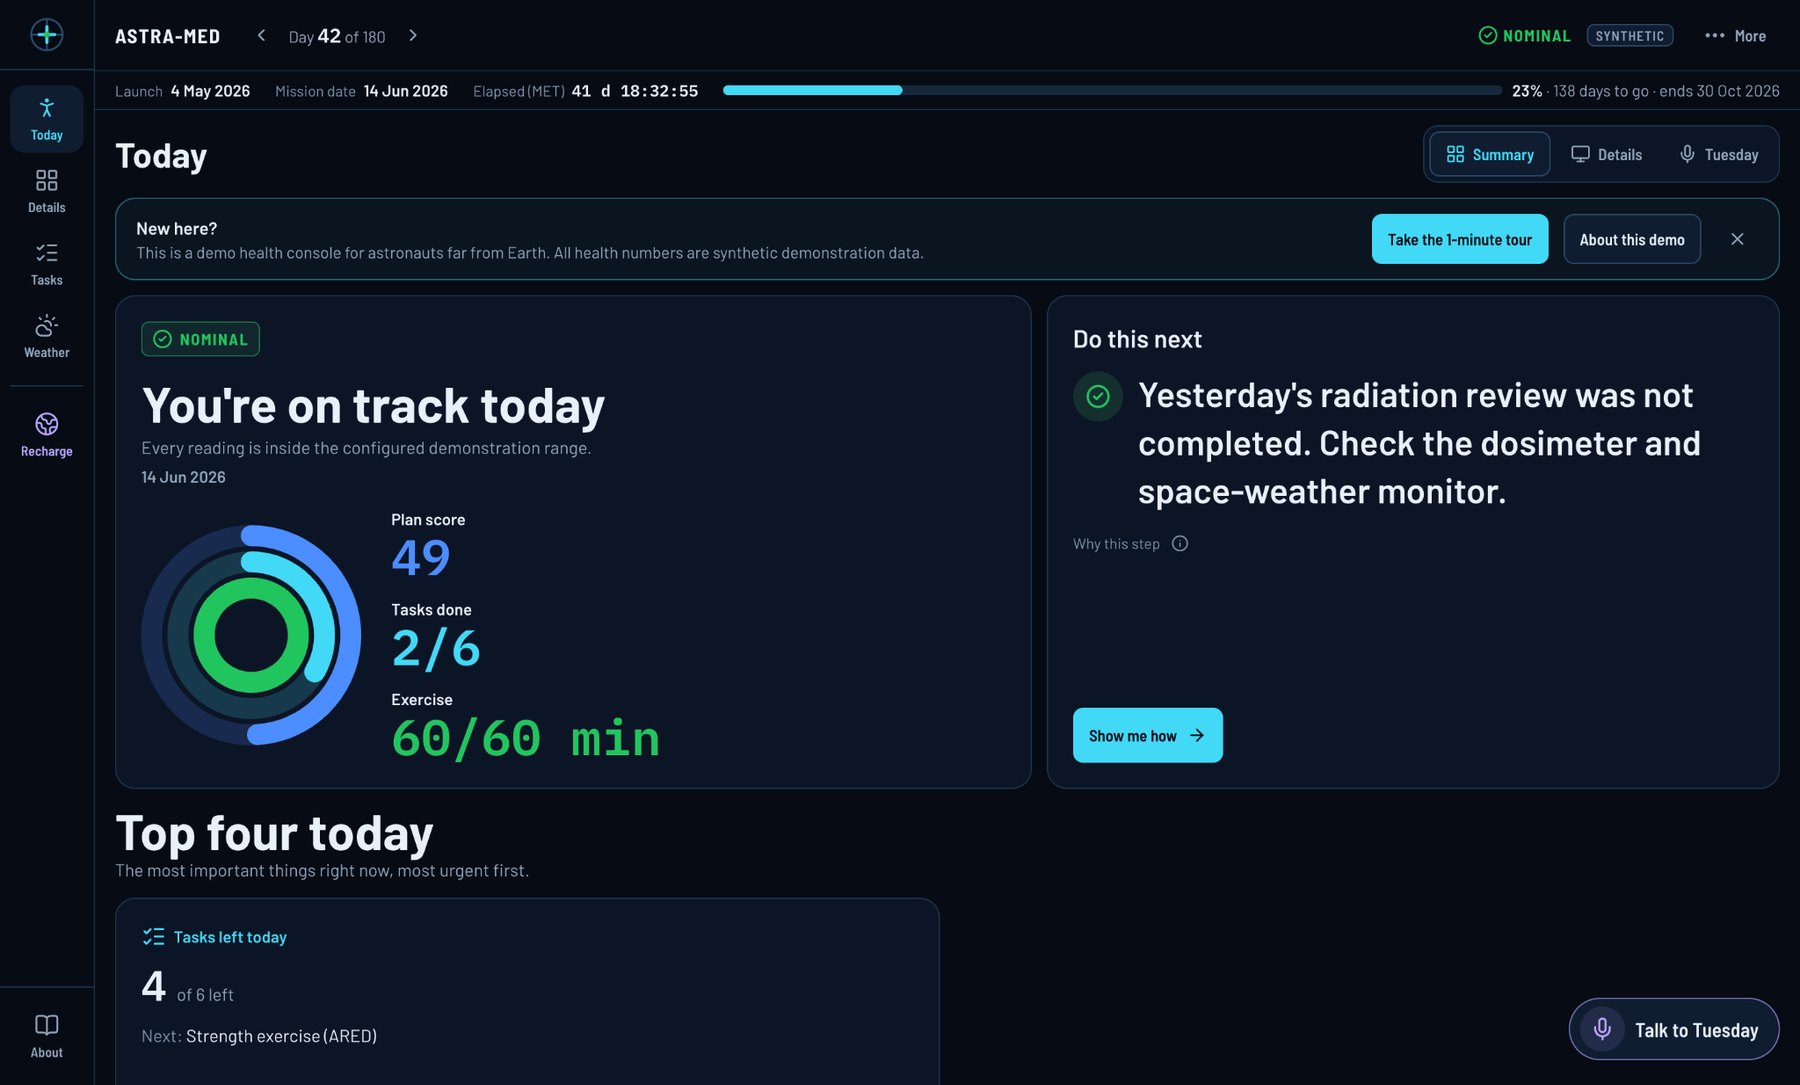 ASTRA-MED
Day 42 of 180
NOMINAL
SYNTHETIC
More
Launch 4 May 2026
Mission date 14 Jun 2026
Elapsed (MET) 41 d 18:32:55
23% · 138 days to go · ends 30 Oct 2026
Today
Details
Tasks
Weather
Recharge
About
Today
Summary
Details
Tuesday
New here?
This is a demo health console for astronauts far from Earth. All health numbers are synthetic demonstration data.
Take the 1-minute tour
About this demo
NOMINAL
You're on track today
Every reading is inside the configured demonstration range.
14 Jun 2026
Plan score
49
Tasks done
2/6
Exercise
60/60 min
Do this next
Yesterday's radiation review was not
completed. Check the dosimeter and
space-weather monitor.
Why this step
Show me how
Top four today
The most important things right now, most urgent first.
Tasks left today
4 of 6 left
Next: Strength exercise (ARED)
Talk to Tuesday